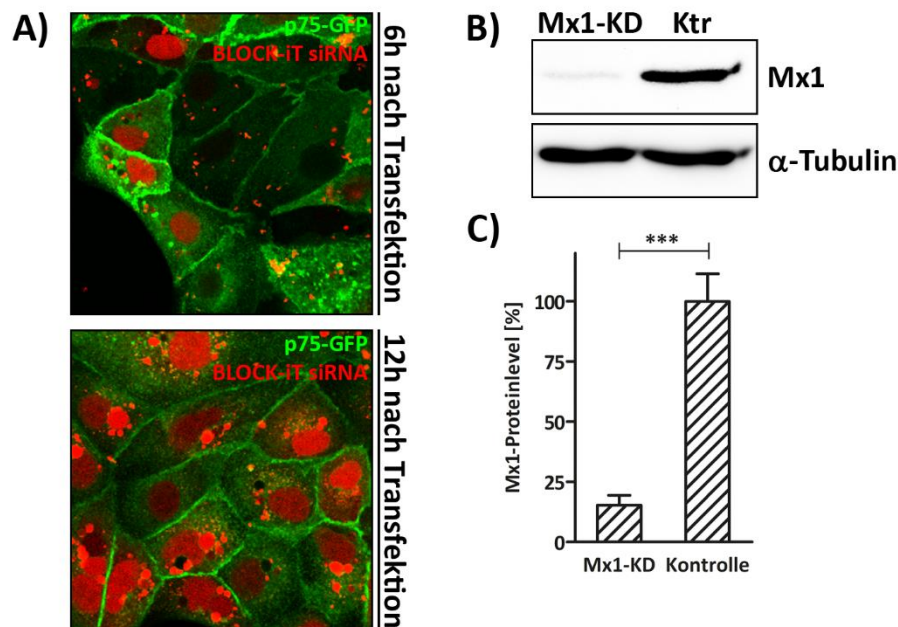 A)
p75-GFP
BLOCK-iT siRNA
6h nach Transfektion
p75-GFP
BLOCK-iT siRNA
12h nach Transfektion
B)
Mx1-KD Ktr
Mx1
α-Tubulin
C)
***
Mx1-Proteinlevel [%]
100
75
50
25
0
Mx1-KD Kontrolle